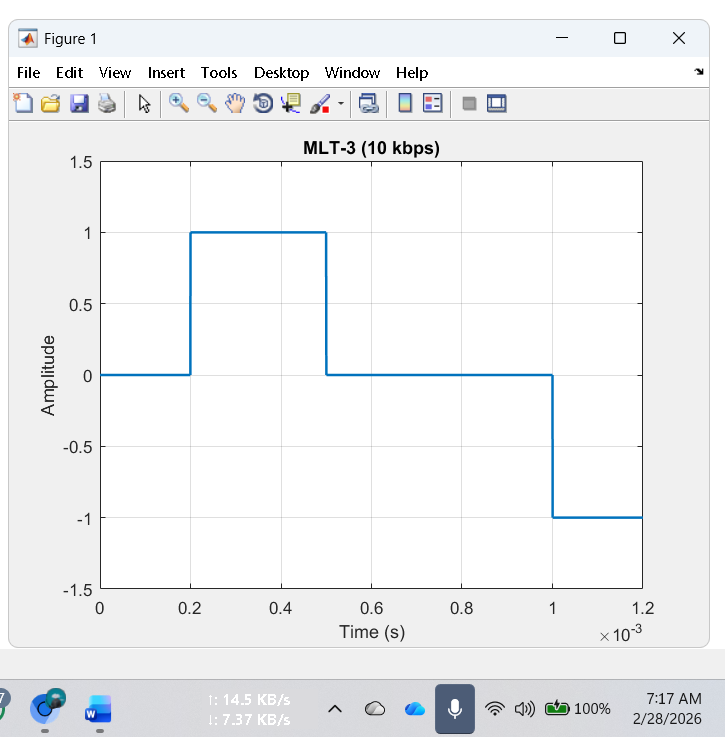 Figure 1
File Edit View Insert Tools Desktop Window Help
MLT-3 (10 kbps)
1.5
1
0.5
0
-0.5
-1
-1.5
Amplitude
0 0.2 0.4 0.6 0.8 1 1.2
Time (s)
×10-3
7
W
↑: 14.5 KB/s
↓: 7.37 KB/s
100%
7:17 AM
2/28/2026